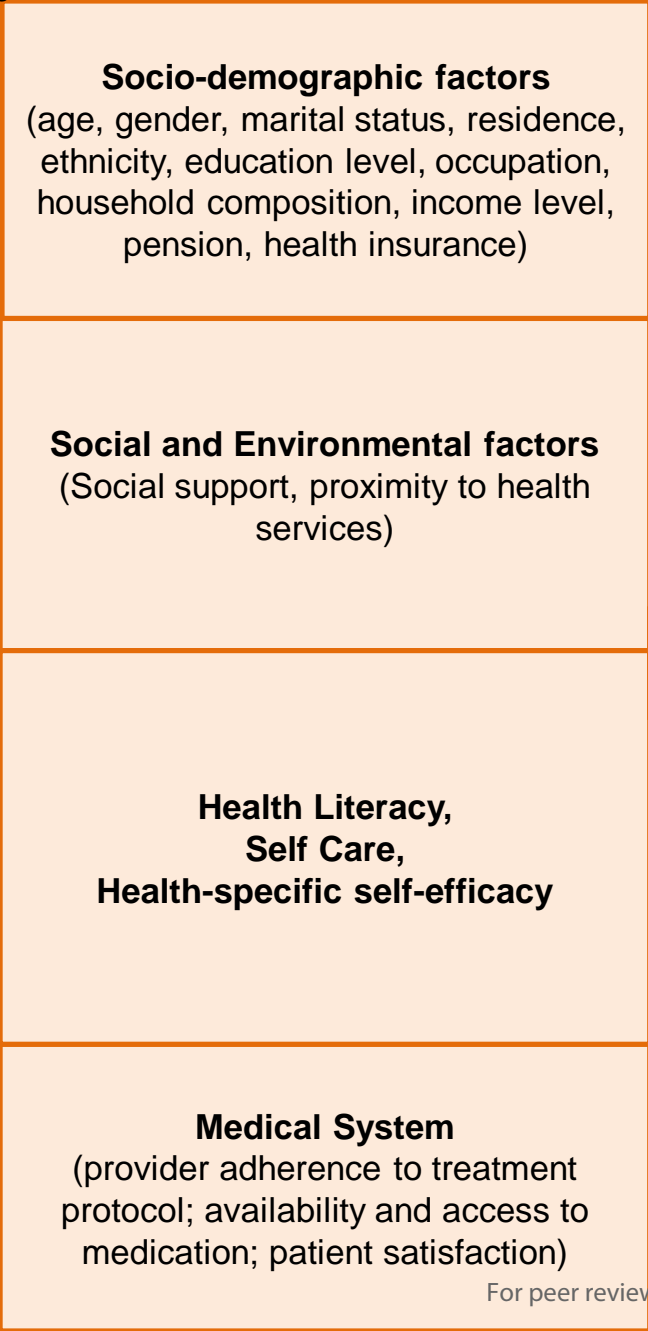 Socio-demographic factors
(age, gender, marital status, residence,
ethnicity, education level, occupation,
household composition, income level,
pension, health insurance)
Social and Environmental factors
(Social support, proximity to health
services)
Health Literacy,
Self Care,
Health-specific self-efficacy
Medical System
(provider adherence to treatment
protocol; availability and access to
medication; patient satisfaction)
For peer review